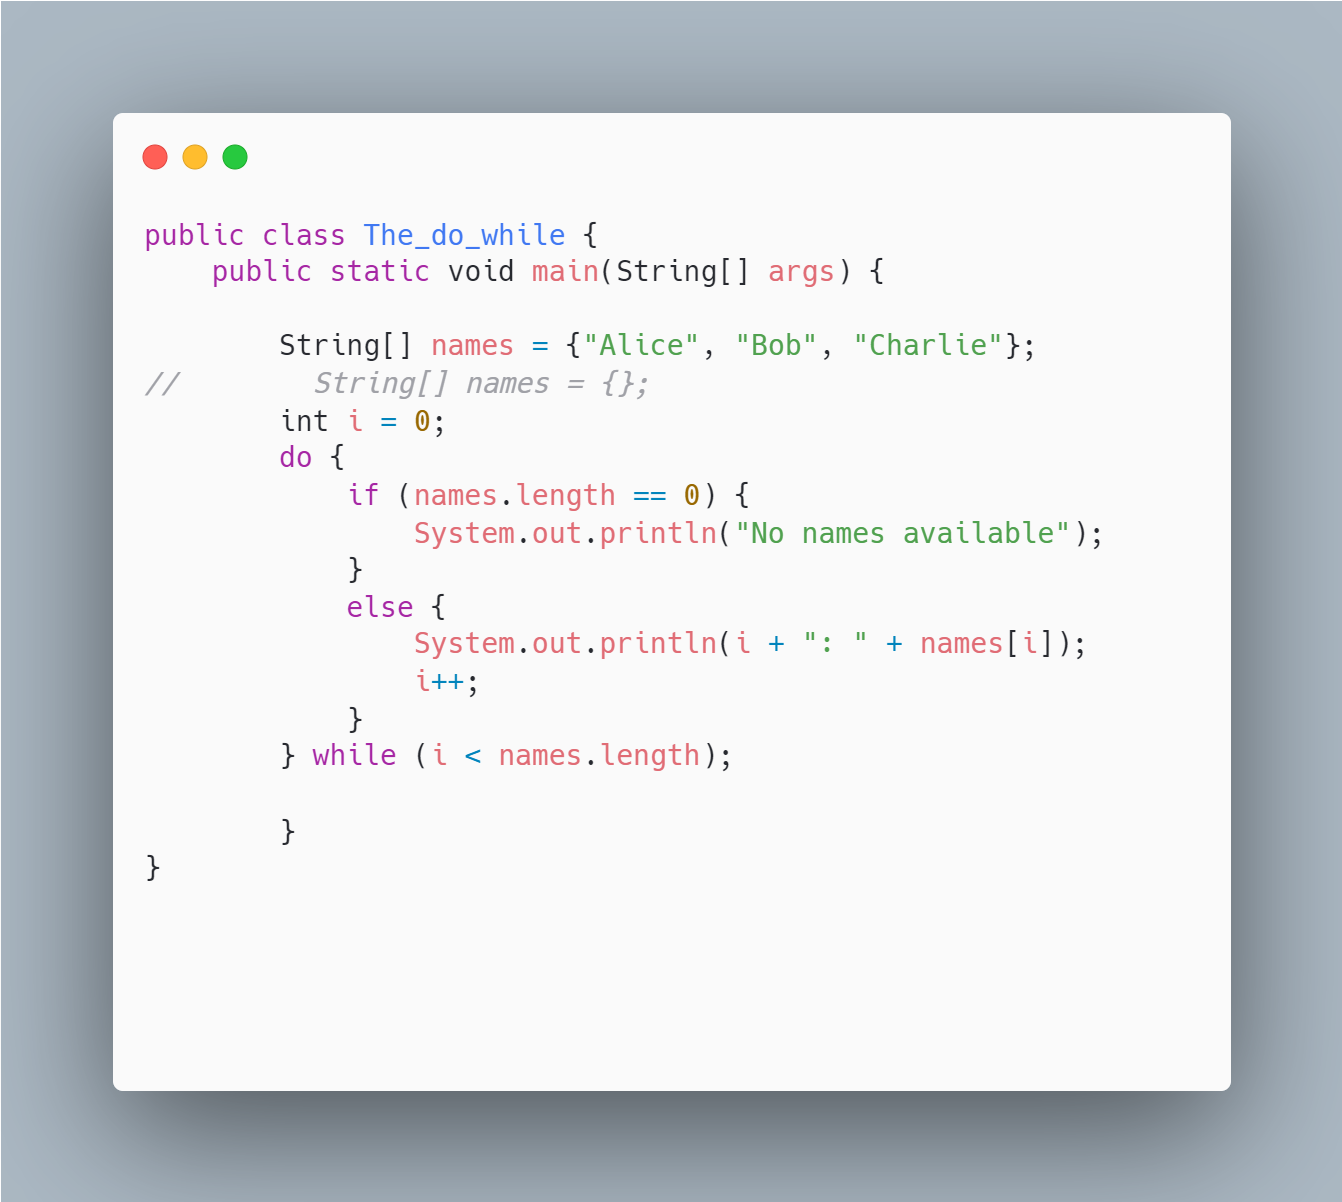 public class The_do_while {
    public static void main(String[] args) {

        String[] names = {"Alice", "Bob", "Charlie"};
//        String[] names = {};
        int i = 0;
        do {
            if (names.length == 0) {
                System.out.println("No names available");
            }
            else {
                System.out.println(i + ": " + names[i]);
                i++;
            }
        } while (i < names.length);

        }
}